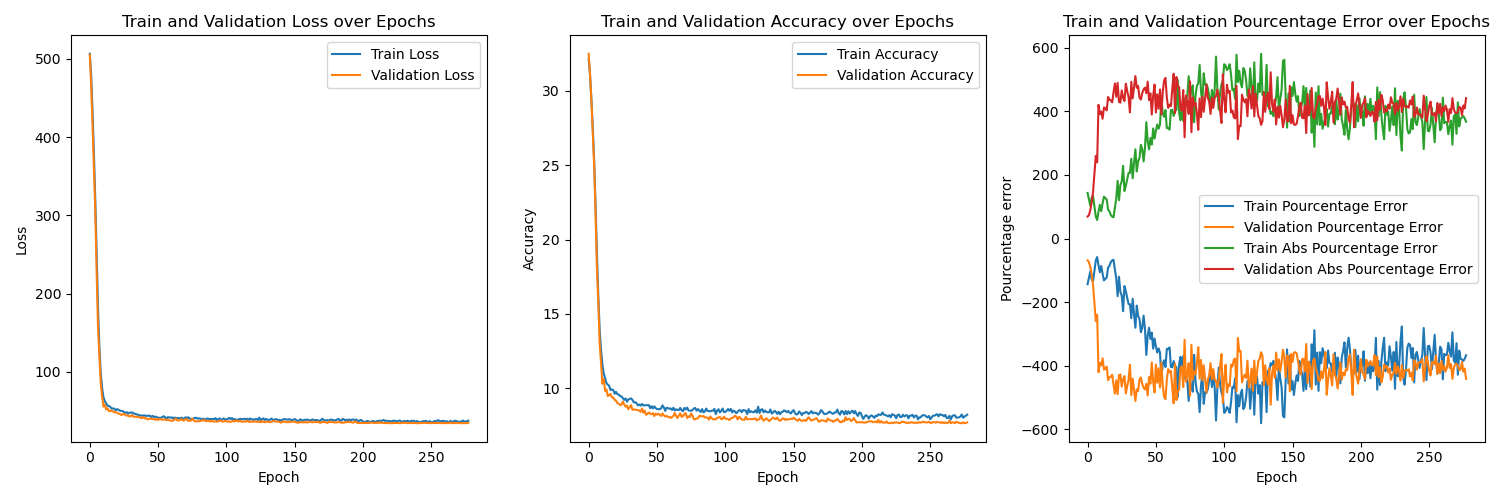 Train and Validation Loss over Epochs
Loss
500
400
300
200
100
0
50
100
150
200
250
Epoch
Train Loss
Validation Loss
Train and Validation Accuracy over Epochs
Accuracy
30
25
20
15
10
0
50
100
150
200
250
Epoch
Train Accuracy
Validation Accuracy
Train and Validation Pourcentage Error over Epochs
Pourcentage error
600
400
200
0
−200
−400
−600
0
50
100
150
200
250
Epoch
Train Pourcentage Error
Validation Pourcentage Error
Train Abs Pourcentage Error
Validation Abs Pourcentage Error